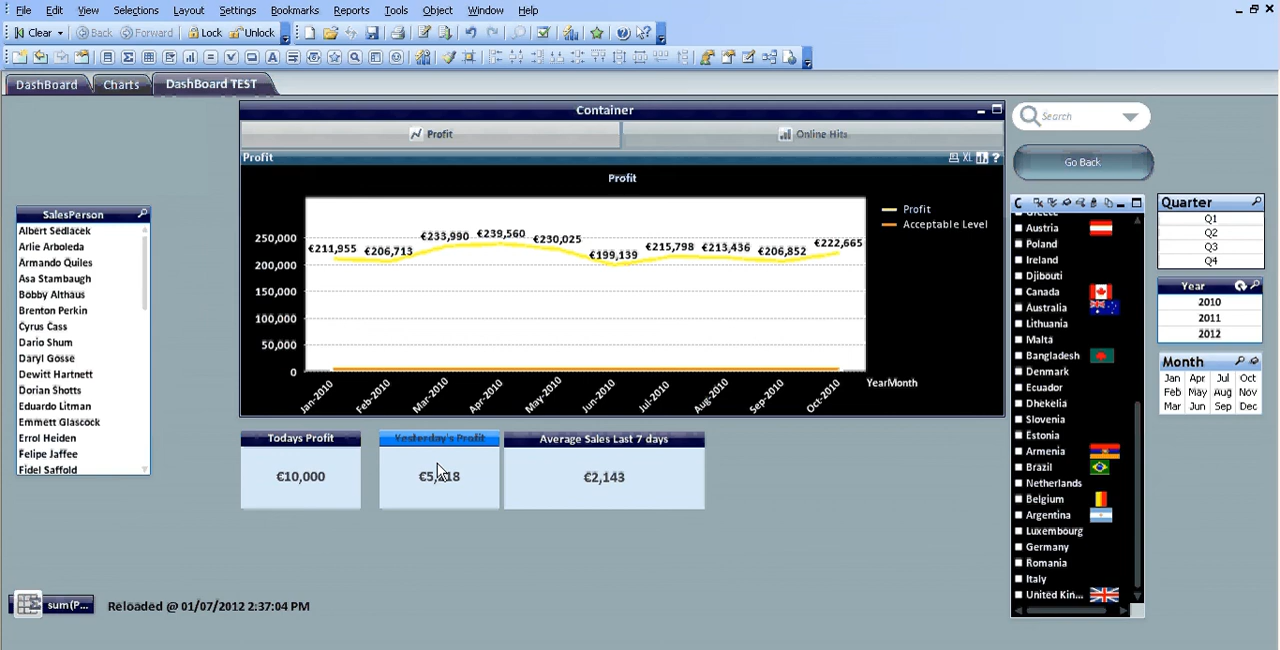 File Edit View Selections Layout Settings Bookmarks Reports Tools Object Window Help
Clear Back Forward Lock Unlock
DashBoard Charts DashBoard TEST
Container
Profit Online Hits
Profit XL ?
Profit
Profit
Acceptable Level
250,000
200,000
150,000
100,000
50,000
0
€211,955 €206,713 €233,990 €239,560 €230,025 €199,139 €215,798 €213,436 €206,852 €222,665
Jan-2010 Feb-2010 Mar-2010 Apr-2010 May-2010 Jun-2010 Jul-2010 Aug-2010 Sep-2010 Oct-2010
YearMonth
SalesPerson
Albert Sedlacek
Arlie Arboleda
Armando Quiles
Asa Stambaugh
Bobby Althaus
Brenton Perkin
Cyrus Cass
Dario Shum
Daryl Gosse
Dewitt Hartnett
Dorian Shotts
Eduardo Litman
Emmett Glascock
Errol Heiden
Felipe Jaffee
Fidel Saffold
Todays Profit
€10,000
Yesterday's Profit
Average Sales Last 7 days
€2,143
Search
Go Back
C
Greece
Austria
Poland
Ireland
Djibouti
Canada
Australia
Lithuania
Malta
Bangladesh
Denmark
Ecuador
Dhekelia
Slovenia
Estonia
Armenia
Brazil
Netherlands
Belgium
Argentina
Luxembourg
Germany
Romania
Italy
United Kin...
Quarter
Q1
Q2
Q3
Q4
Year
2010
2011
2012
Month
Jan Apr Jul Oct
Feb May Aug Nov
Mar Jun Sep Dec
sum(P...
Reloaded @ 01/07/2012 2:37:04 PM